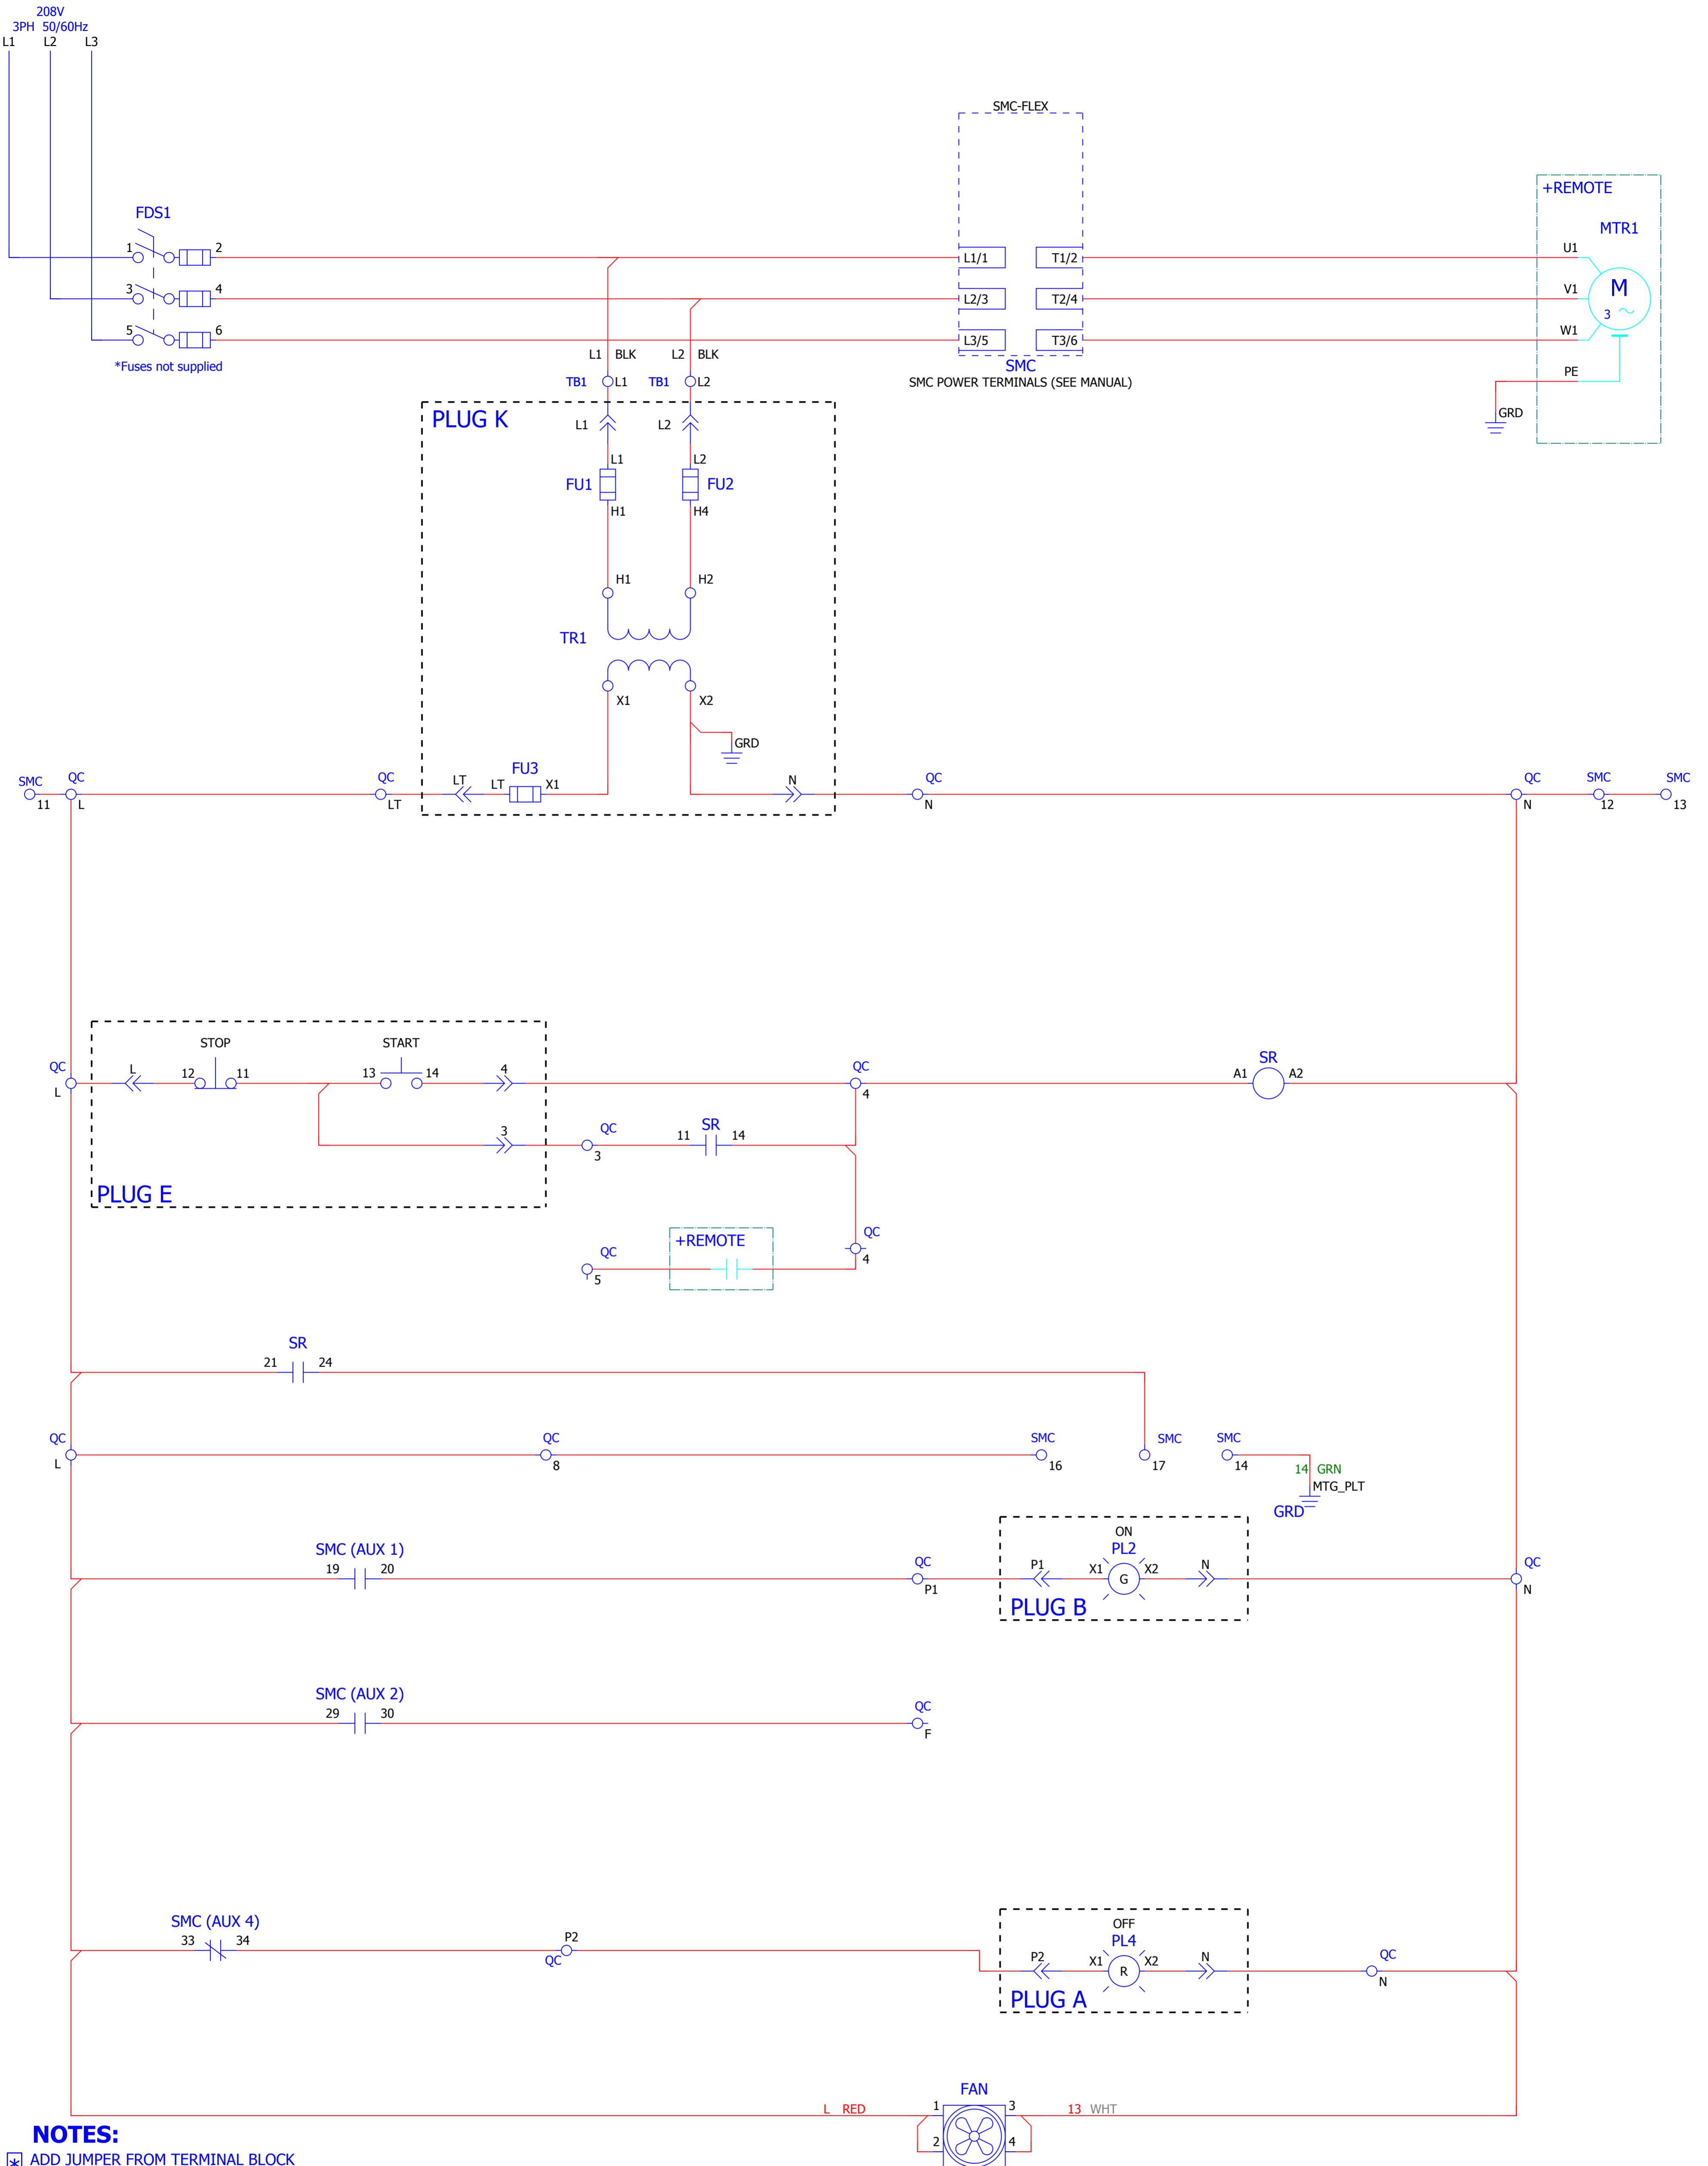 208V
3PH 50/60Hz
L1 L2 L3
SMC-FLEX
+REMOTE
FDS1
MTR1
1 2
L1/1 T1/2
U1
3 4
L2/3 T2/4
V1
M
3
5 6
L3/5 T3/6
W1
*Fuses not supplied
L1 BLK L2 BLK
SMC
PE
TB1 L1 TB1 L2
SMC POWER TERMINALS (SEE MANUAL)
GRD
PLUG K
L1 L2
L1 L2
FU1 FU2
H1 H4
H1 H2
TR1
X1 X2
GRD
FU3
SMC QC QC LT LT X1 N QC QC SMC SMC
11 L LT N N 12 13
STOP START
QC L 12 11 13 14 4 QC SR
L 4 A1 A2
3 QC 11 SR 14
3
PLUG E
QC +REMOTE QC
5 4
SR
21 24
QC QC SMC SMC SMC
L 8 16 17 14
14 GRN
MTG_PLT
GRD
ON
SMC (AUX 1) PL2
19 20 QC P1 X1 G X2 N QC
P1 N
PLUG B
SMC (AUX 2)
29 30 QC
F
OFF
SMC (AUX 4) P2 PL4
33 34 QC P2 X1 R X2 N QC
N
PLUG A
FAN
L RED 1 3 13 WHT
2 4
NOTES:
* ADD JUMPER FROM TERMINAL BLOCK